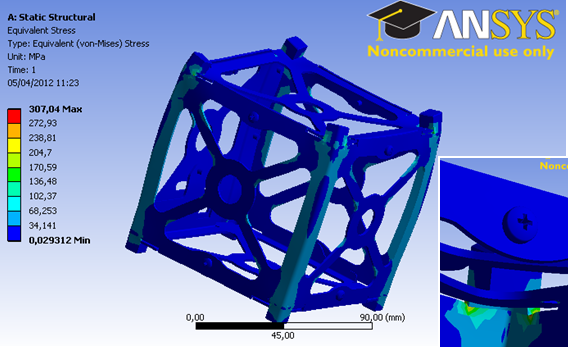 A: Static Structural
Equivalent Stress
Type: Equivalent (von-Mises) Stress
Unit: MPa
Time: 1
05/04/2012 11:23
307,04 Max
272,93
238,81
204,7
170,59
136,48
102,37
68,253
34,141
0,029312 Min
ANSYS®
Noncommercial use only
Nonco
0,00
90,00 (mm)
45,00